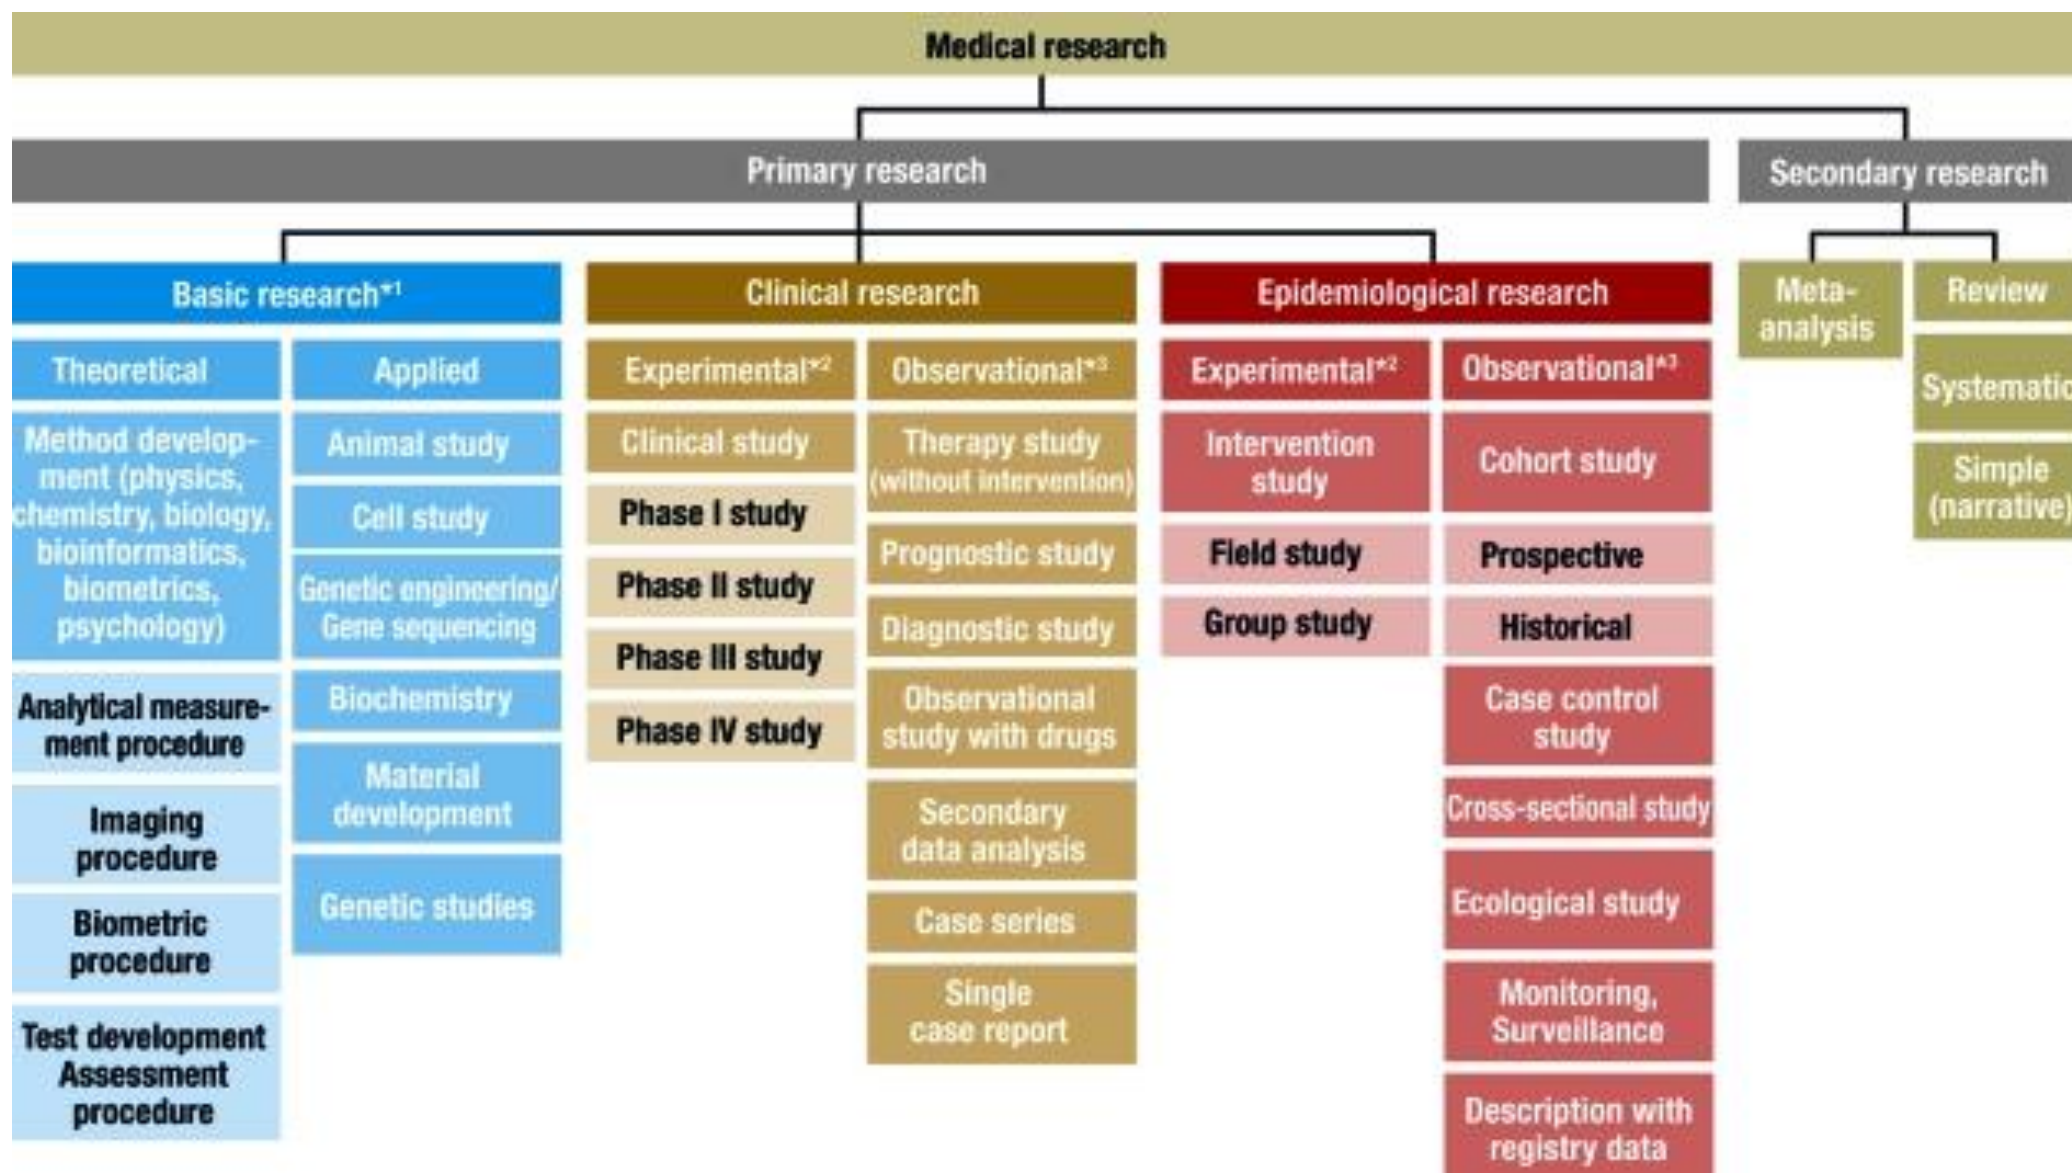 Medical research
Primary research
Secondary research
Basic research*1
Clinical research
Epidemiological research
Meta-
analysis
Review
Theoretical
Applied
Experimental*2
Observational*3
Experimental*2
Observational*3
Systematic
Simple
(narrative)
Method develop-
ment (physics,
chemistry, biology,
bioinformatics,
biometrics,
psychology)
Analytical measure-
ment procedure
Imaging
procedure
Biometric
procedure
Test development
Assessment
procedure
Animal study
Cell study
Genetic engineering/
Gene sequencing
Biochemistry
Material
development
Genetic studies
Clinical study
Phase I study
Phase II study
Phase III study
Phase IV study
Therapy study
(without intervention)
Prognostic study
Diagnostic study
Observational
study with drugs
Secondary
data analysis
Case series
Single
case report
Intervention
study
Field study
Group study
Cohort study
Prospective
Historical
Case control
study
Cross-sectional study
Ecological study
Monitoring,
Surveillance
Description with
registry data